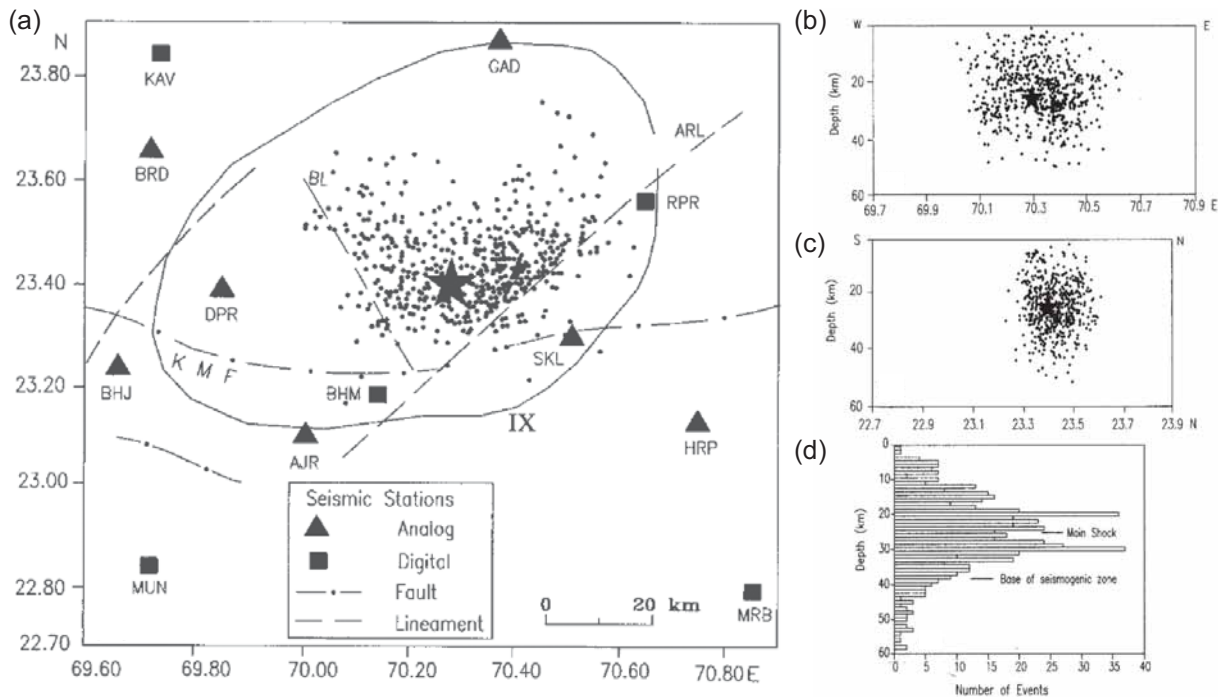 (a)
N
23.80
23.60
23.40
23.20
23.00
22.80
22.70
69.60
69.80
70.00
70.20
70.40
70.60
70.80 E
KAV
BRD
GAD
ARL
BL
RPR
DPR
K M F
SKL
BHJ
BHM
IX
AJR
HRP
MUN
MRB
Seismic Stations
Analog
Digital
Fault
Lineament
0 20 km
(b)
W E
20
40
60
Depth (km)
69.7 69.9 70.1 70.3 70.5 70.7 70.9
E
(c)
S N
20
40
60
Depth (km)
22.7 22.9 23.1 23.3 23.5 23.7 23.9
N
(d)
0
10
20
30
40
50
60
Depth (km)
Main Shock
Base of seismogenic zone
0 5 10 15 20 25 30 35 40
Number of Events